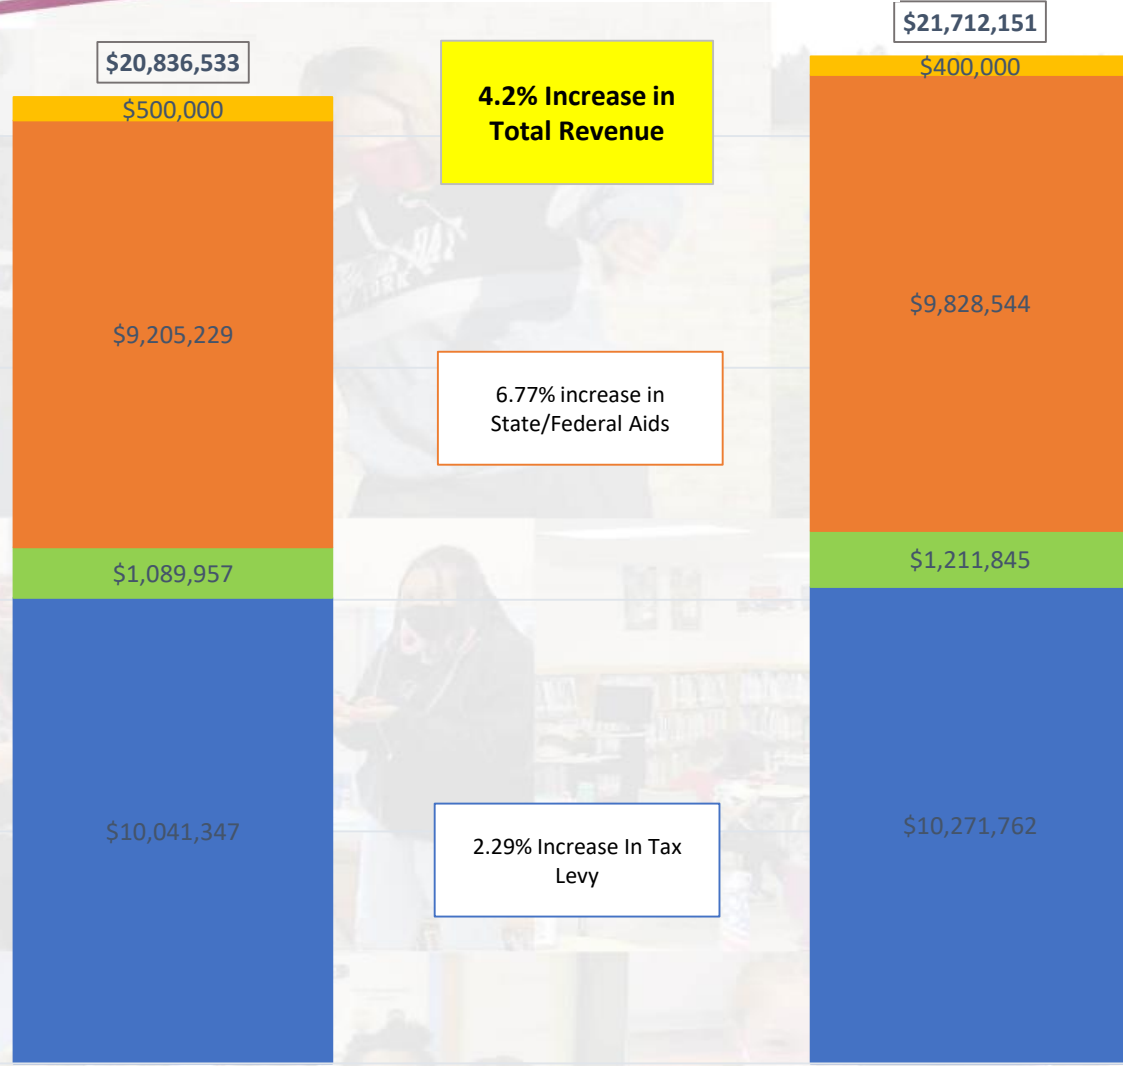 $20,836,533
$500,000
$9,205,229
$1,089,957
$10,041,347
4.2% Increase in
Total Revenue
6.77% increase in
State/Federal Aids
2.29% Increase In Tax
Levy
$21,712,151
$400,000
$9,828,544
$1,211,845
$10,271,762